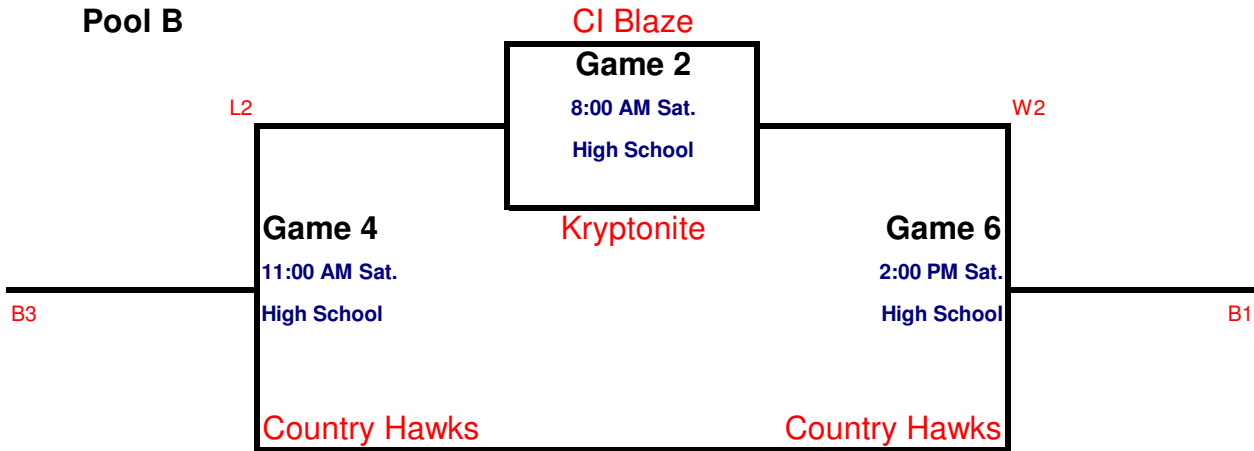 Pool B
CI Blaze
Game 2
8:00 AM Sat.
High School
L2
W2
Kryptonite
Game 4
11:00 AM Sat.
High School
Game 6
2:00 PM Sat.
High School
B3
B1
Country Hawks
Country Hawks